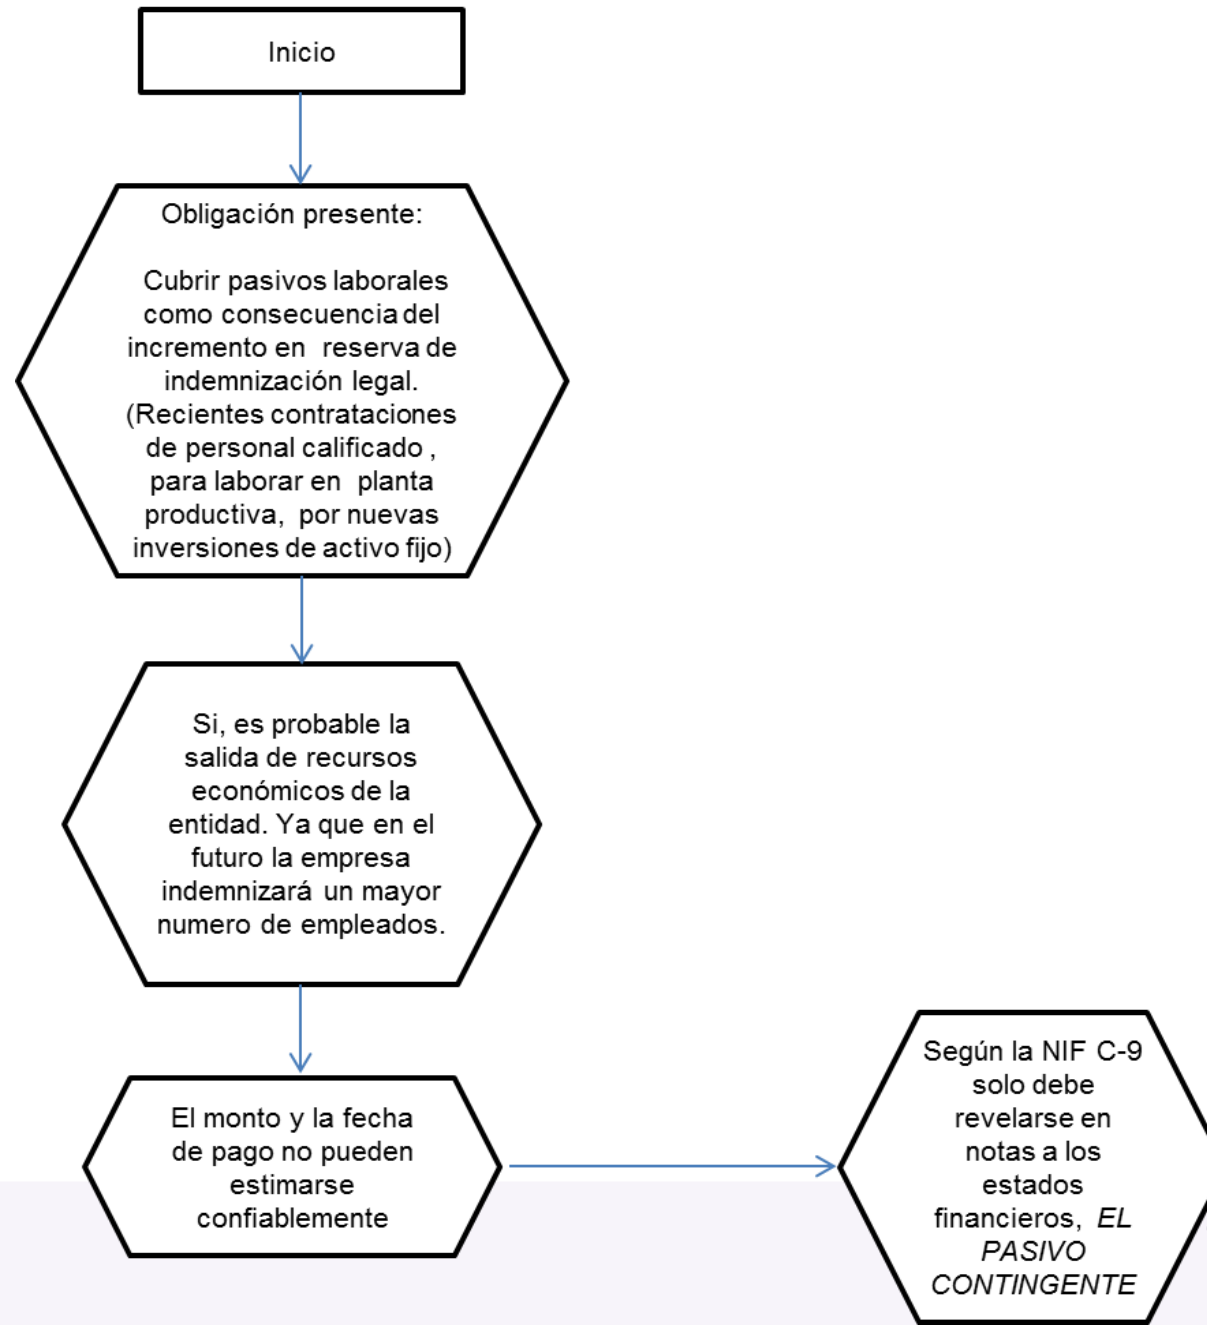 Inicio
Obligación presente:
Cubrir pasivos laborales
como consecuencia del
incremento en reserva de
indemnización legal.
(Recientes contrataciones
de personal calificado ,
para laborar en planta
productiva, por nuevas
inversiones de activo fijo)
Si, es probable la
salida de recursos
económicos de la
entidad. Ya que en el
futuro la empresa
indemnizará un mayor
numero de empleados.
El monto y la fecha
de pago no pueden
estimarse
confiablemente
Según la NIF C-9
solo debe
revelarse en
notas a los
estados
financieros, EL
PASIVO
CONTINGENTE